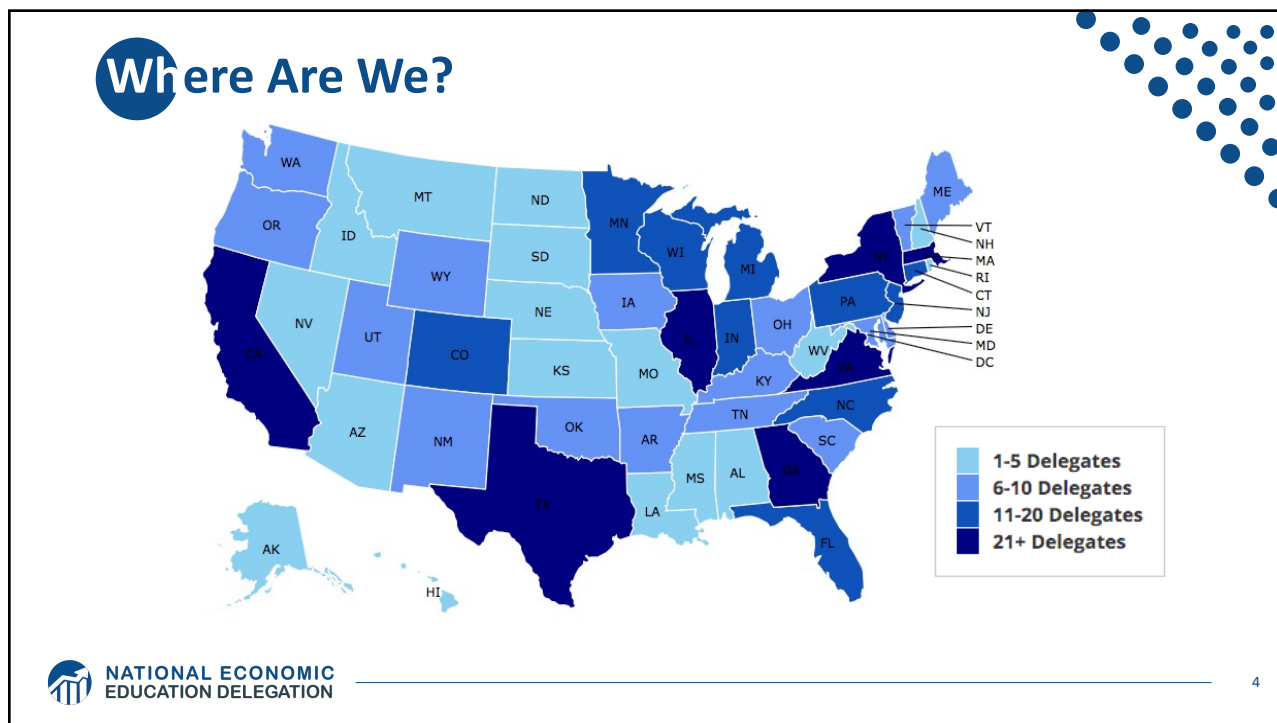 Where Are We?
WA
MT
ND
MN
ME
OR
ID
SD
WI
MI
NY
VT
NH
MA
RI
CT
NJ
DE
MD
DC
WY
IA
PA
NE
NV
UT
CO
IL
IN
OH
WV
VA
KS
MO
KY
CA
NC
TN
AZ
NM
OK
AR
SC
MS
AL
GA
TX
LA
FL
AK
HI
1-5 Delegates
6-10 Delegates
11-20 Delegates
21+ Delegates
NATIONAL ECONOMIC
EDUCATION DELEGATION
4